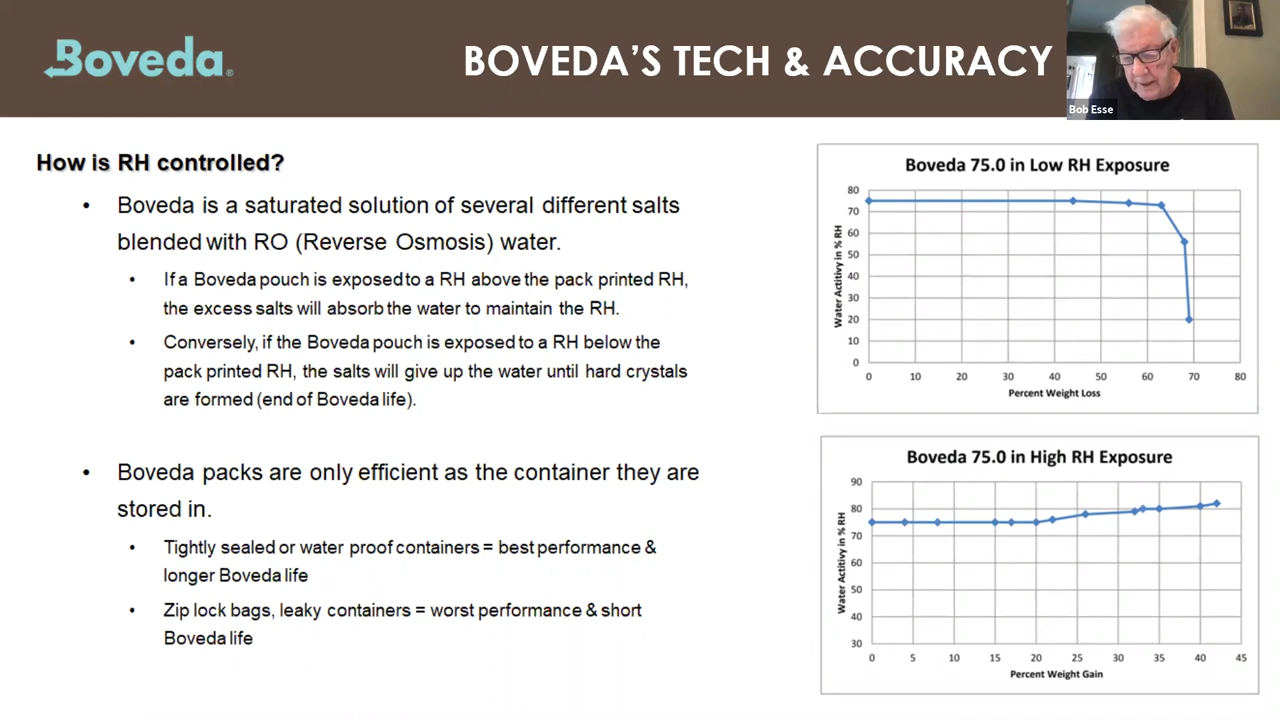 Boveda®
BOVEDA'S TECH & ACCURACY
Bob Esse
How is RH controlled?
• Boveda is a saturated solution of several different salts
blended with RO (Reverse Osmosis) water.
• If a Boveda pouch is exposed to a RH above the pack printed RH,
the excess salts will absorb the water to maintain the RH.
• Conversely, if the Boveda pouch is exposed to a RH below the
pack printed RH, the salts will give up the water until hard crystals
are formed (end of Boveda life).
• Boveda packs are only efficient as the container they are
stored in.
• Tightly sealed or water proof containers = best performance &
longer Boveda life
• Zip lock bags, leaky containers = worst performance & short
Boveda life
Boveda 75.0 in Low RH Exposure
Water Actitivy in % RH
80
70
60
50
40
30
20
10
0
0 10 20 30 40 50 60 70 80
Percent Weight Loss
Boveda 75.0 in High RH Exposure
Water Actitivy in % RH
90
80
70
60
50
40
30
0 5 10 15 20 25 30 35 40 45
Percent Weight Gain